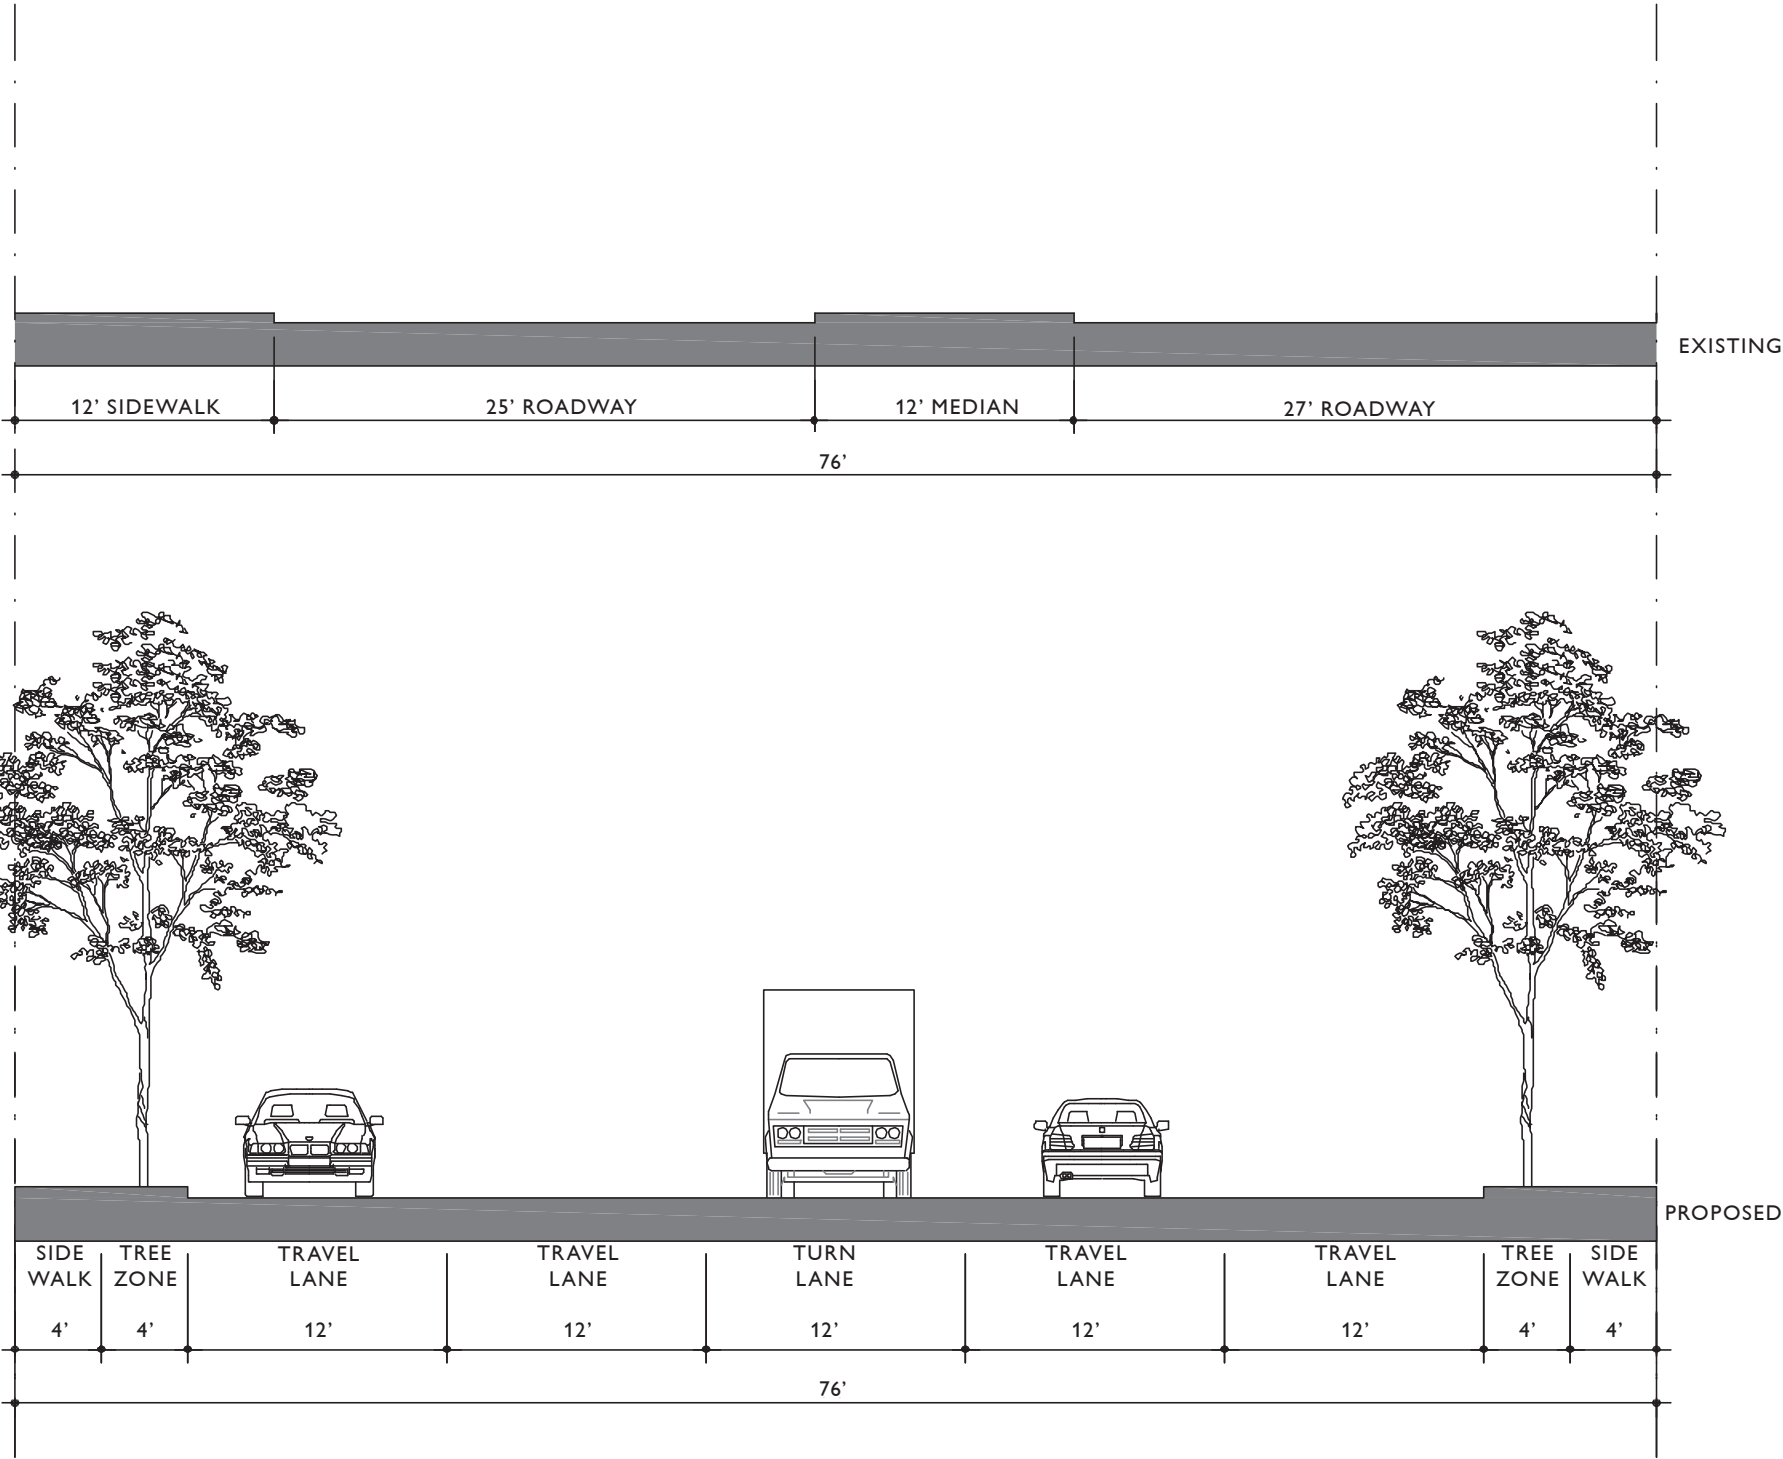 EXISTING
12’ SIDEWALK 25’ ROADWAY 12’ MEDIAN 27’ ROADWAY
76’
PROPOSED
SIDE TREE TRAVEL TRAVEL TURN TRAVEL TRAVEL TREE SIDE
WALK ZONE LANE LANE LANE LANE LANE ZONE WALK
4’ 4’ 12’ 12’ 12’ 12’ 12’ 4’ 4’
76’